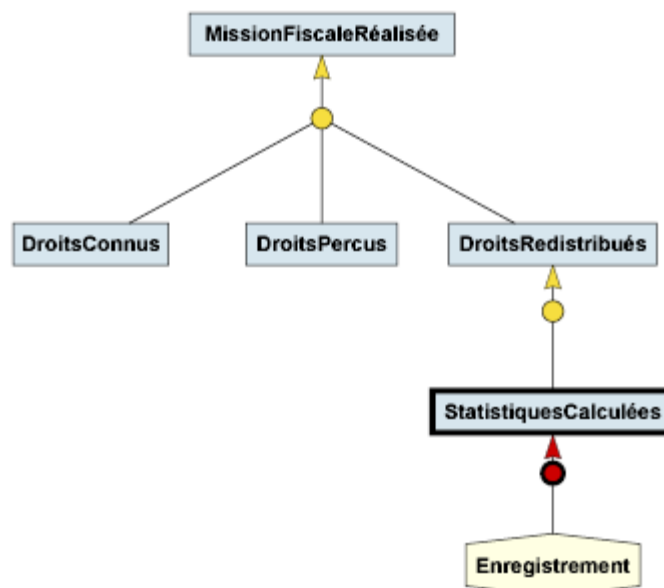 MissionFiscaleRéalisée
DroitsConnus
DroitsPercus
DroitsRedistribués
StatistiquesCalculées
Enregistrement